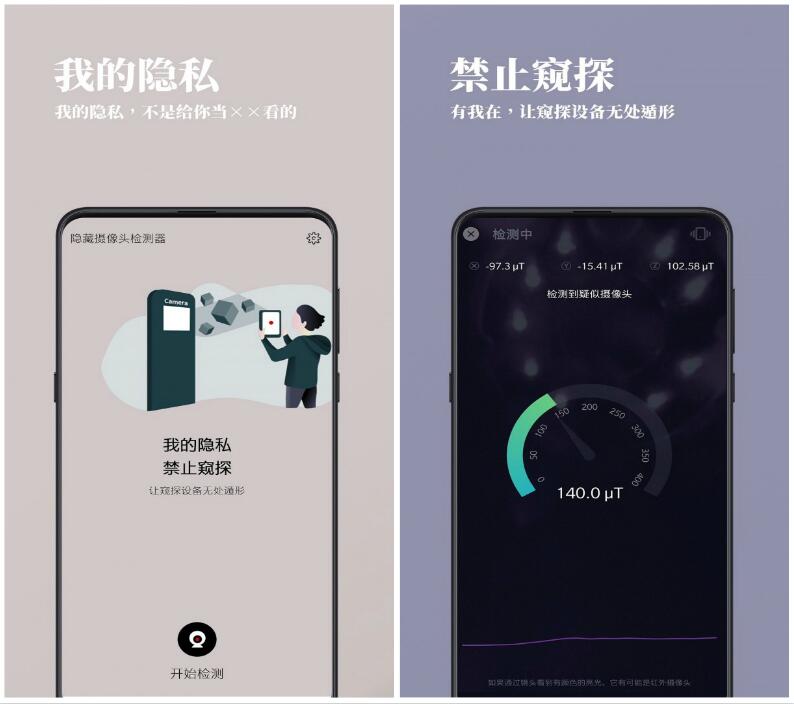 我的隐私
我的隐私，不是给你当××看的
隐藏摄像头检测器
Camera
我的隐私
禁止窥探
让窥探设备无处遁形
开始检测
禁止窥探
有我在，让窥探设备无处遁形
检测中
X -97.3 μT Y -15.41 μT Z 102.58 μT
检测到疑似摄像头
0 50 100 150 200 250 300 350 400
140.0 μT
如果通过镜头看到有颜色的亮光，它有可能是红外摄像头